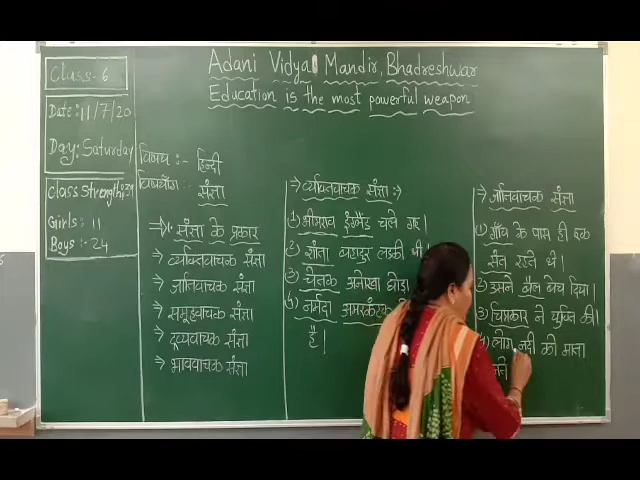 Adani Vidya Mandir, Bhadreshwar
Education is the most powerful weapon
Class-6
Date:11/7/20
Day: Saturday
Class Strength:
Girls: 11
Boys:- 24
विषय :- हिन्दी
संज्ञा
संज्ञा के प्रकार
→ व्यक्तिवाचक संज्ञा
→ जातिवाचक संज्ञा
→ समूहवाचक संज्ञा
→ द्रव्यवाचक संज्ञा
→ भाववाचक संज्ञा
⇒ व्यक्तिवाचक संज्ञा :→
1) भीमराव इंग्लैंड चले गए।
2) शांता बहादुर लडकी थी।
3) चेतक अनोखा घोडा
4) नर्मदा अमरकंटक
है।
⇒ जातिवाचक संज्ञा
1) गाँव के पास ही एक
संत रहते थे।
2) उसने बैल बेच दिया।
3) चित्रकार ने युक्ति की।
4) लोग नदी को माता